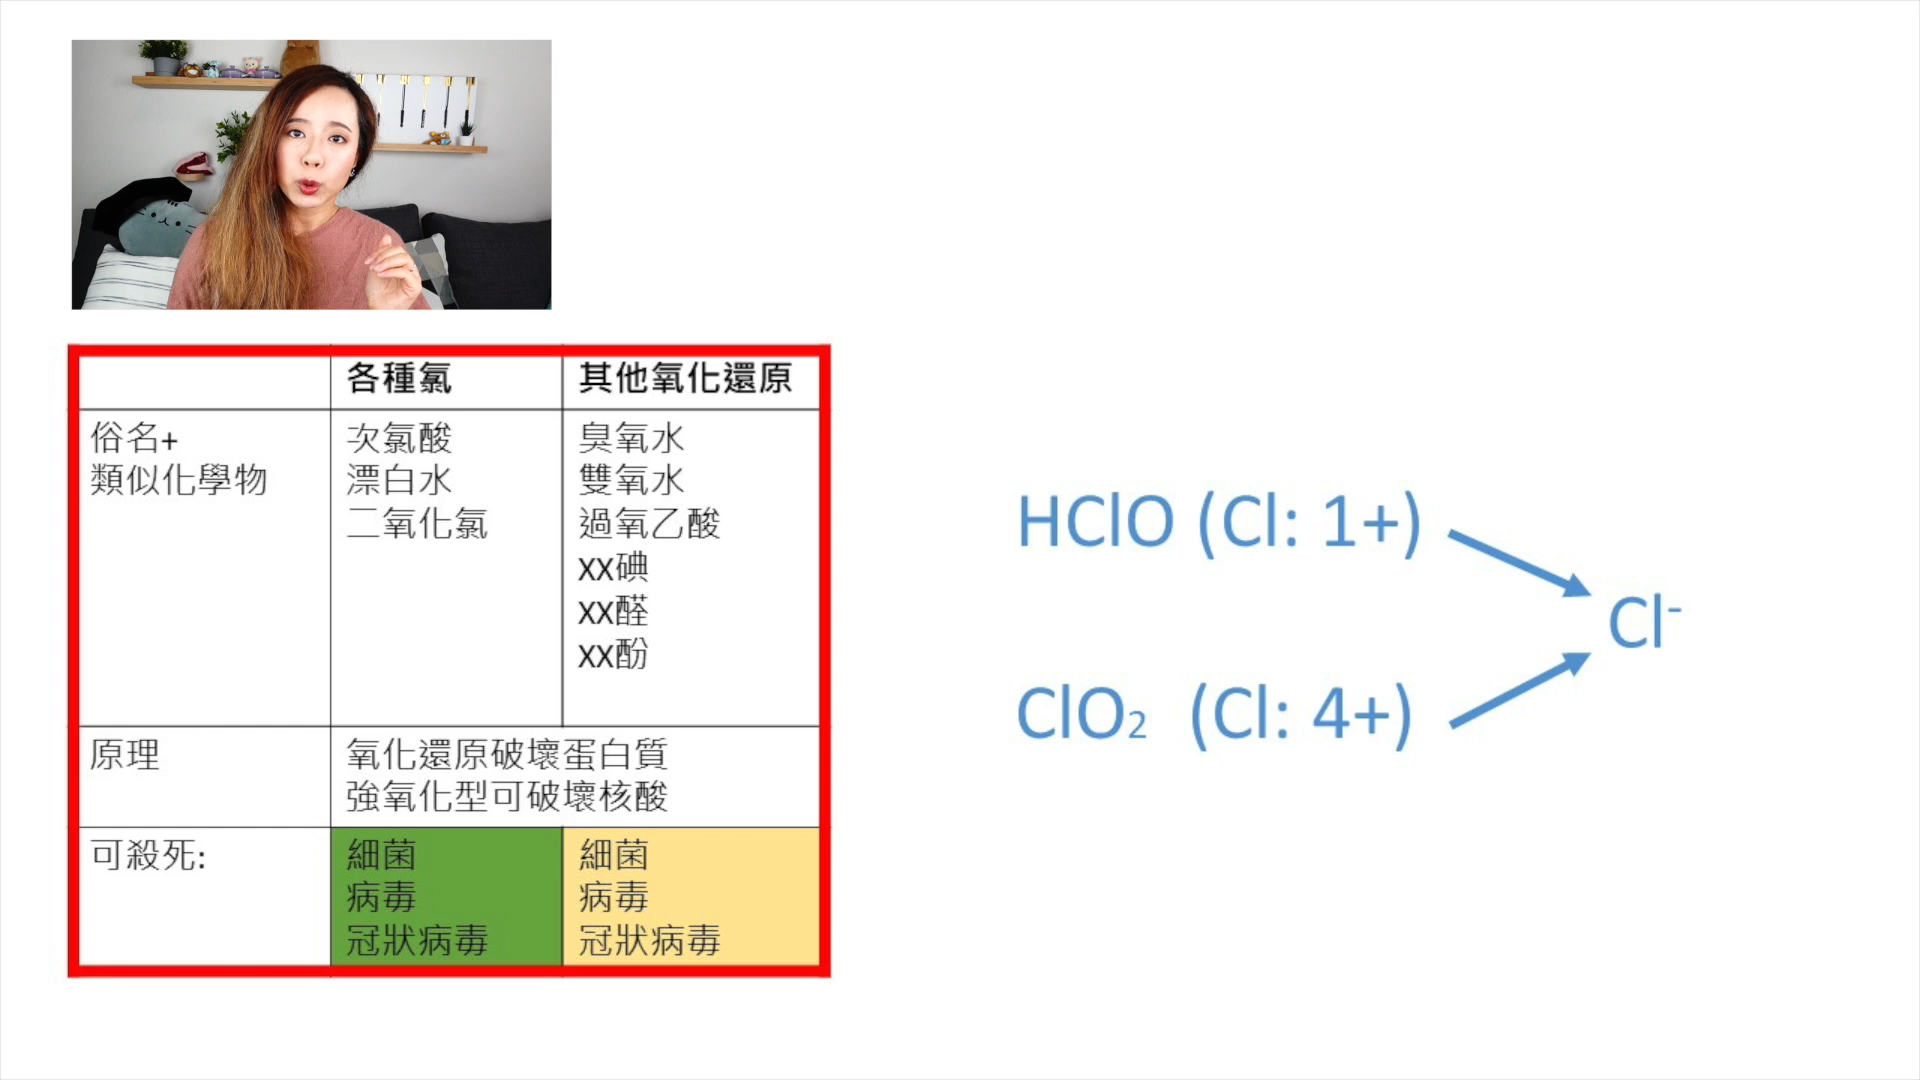 各種氯 其他氧化還原
俗名+ 次氯酸 臭氧水
類似化學物 漂白水 雙氧水
二氧化氯 過氧乙酸
XX碘
XX醛
XX酚
原理 氧化還原破壞蛋白質
強氧化型可破壞核酸
可殺死: 細菌 細菌
病毒 病毒
冠狀病毒 冠狀病毒
HClO (Cl: 1+)
Cl⁻
ClO₂ (Cl: 4+)